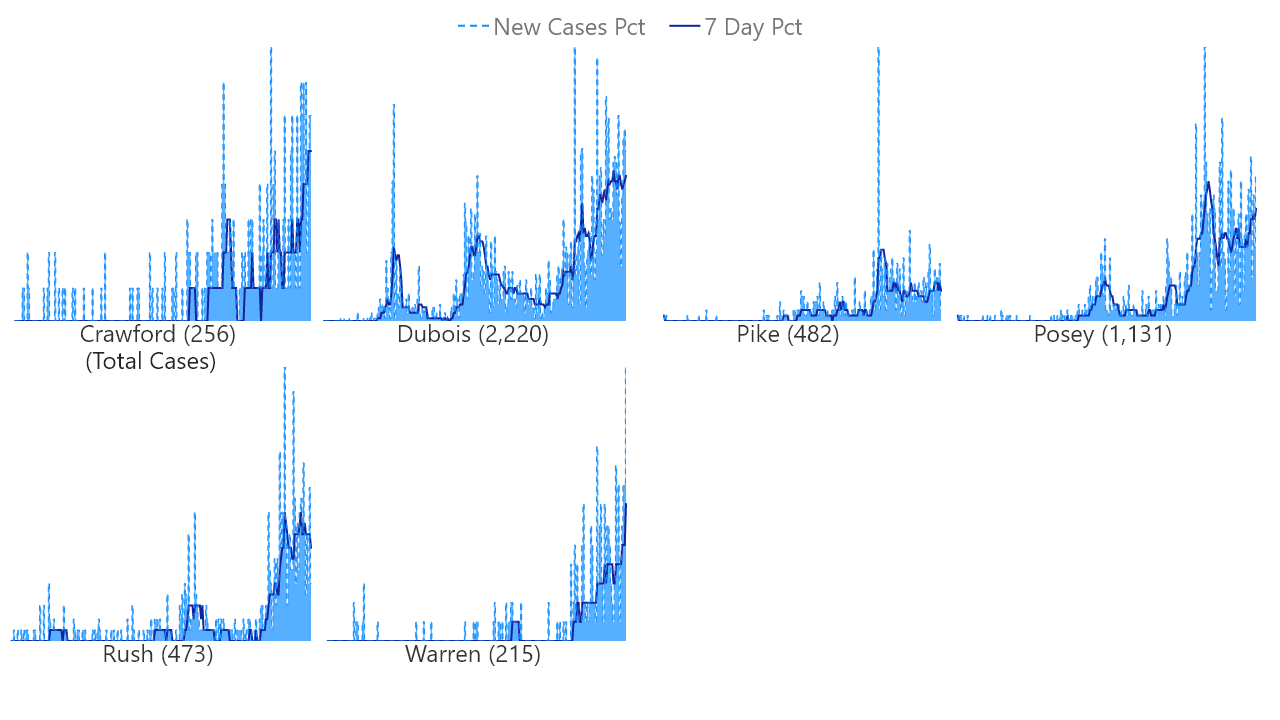 New Cases Pct 7 Day Pct
Crawford (256) Dubois (2,220) Pike (482) Posey (1,131)
(Total Cases)
Rush (473) Warren (215)